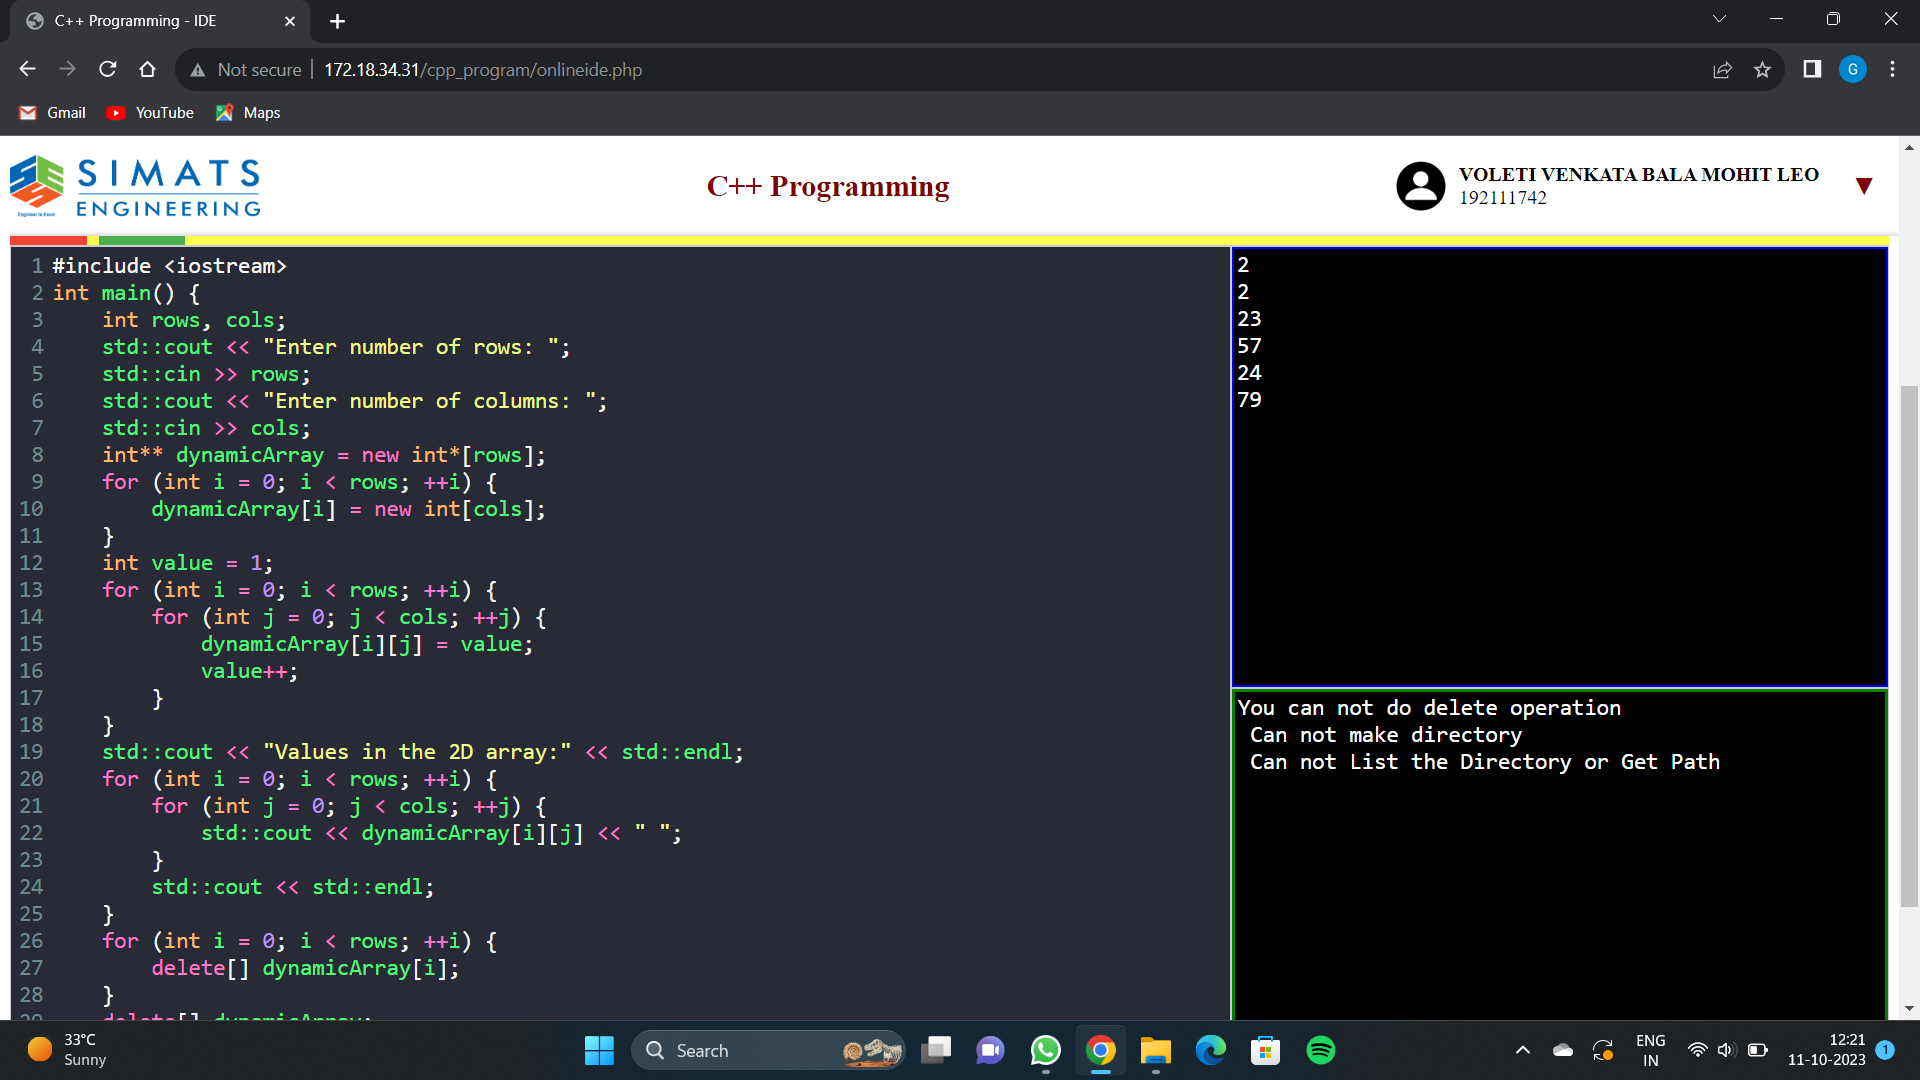 C++ Programming - IDE
Not secure | 172.18.34.31/cpp_program/onlineide.php
G
Gmail
YouTube
Maps
SIMATS
ENGINEERING
Engineer to Excel
C++ Programming
VOLETI VENKATA BALA MOHIT LEO
192111742
1 #include <iostream>
2 int main() {
3     int rows, cols;
4     std::cout << "Enter number of rows: ";
5     std::cin >> rows;
6     std::cout << "Enter number of columns: ";
7     std::cin >> cols;
8     int** dynamicArray = new int*[rows];
9     for (int i = 0; i < rows; ++i) {
10         dynamicArray[i] = new int[cols];
11     }
12     int value = 1;
13     for (int i = 0; i < rows; ++i) {
14         for (int j = 0; j < cols; ++j) {
15             dynamicArray[i][j] = value;
16             value++;
17         }
18     }
19     std::cout << "Values in the 2D array:" << std::endl;
20     for (int i = 0; i < rows; ++i) {
21         for (int j = 0; j < cols; ++j) {
22             std::cout << dynamicArray[i][j] << " ";
23         }
24         std::cout << std::endl;
25     }
26     for (int i = 0; i < rows; ++i) {
27         delete[] dynamicArray[i];
28     }
29     delete[] dynamicArray;
2
2
23
57
24
79
You can not do delete operation
Can not make directory
Can not List the Directory or Get Path
33°C
Sunny
Search
ENG
IN
12:21
11-10-2023
1